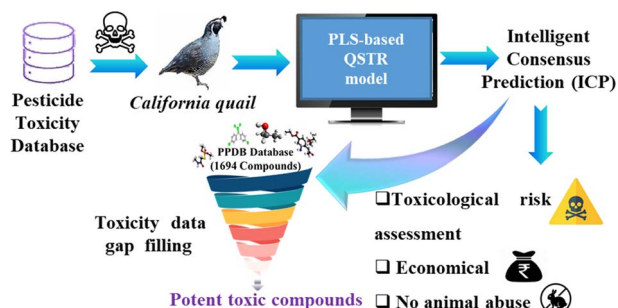 Pesticide
Toxicity
Database
California quail
PLS-based
QSTR
model
Intelligent
Consensus
Prediction (ICP)
PPDB Database
(1694 Compounds)
Toxicity data
gap filling
Potent toxic compounds
❑Toxicological risk
assessment
❑ Economical
₹
❑ No animal abuse